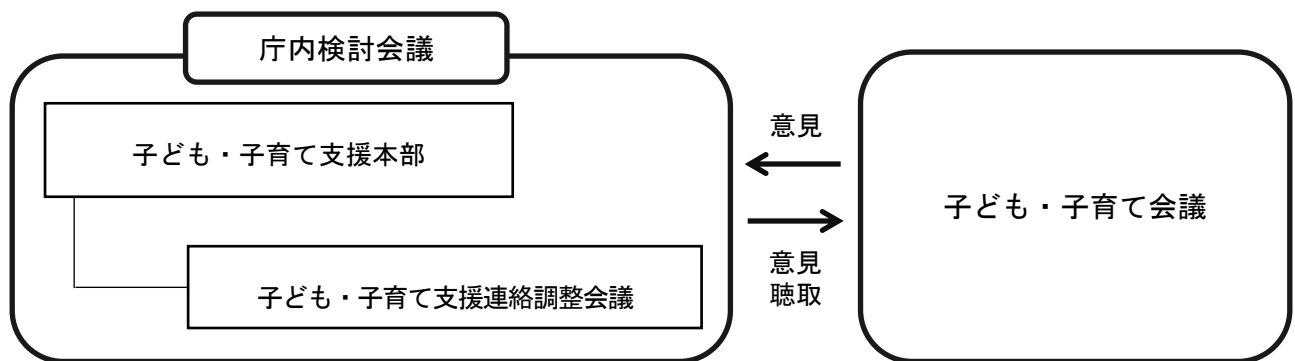 庁内検討会議
子ども・子育て支援本部
子ども・子育て支援連絡調整会議
意見
意見
聴取
子ども・子育て会議